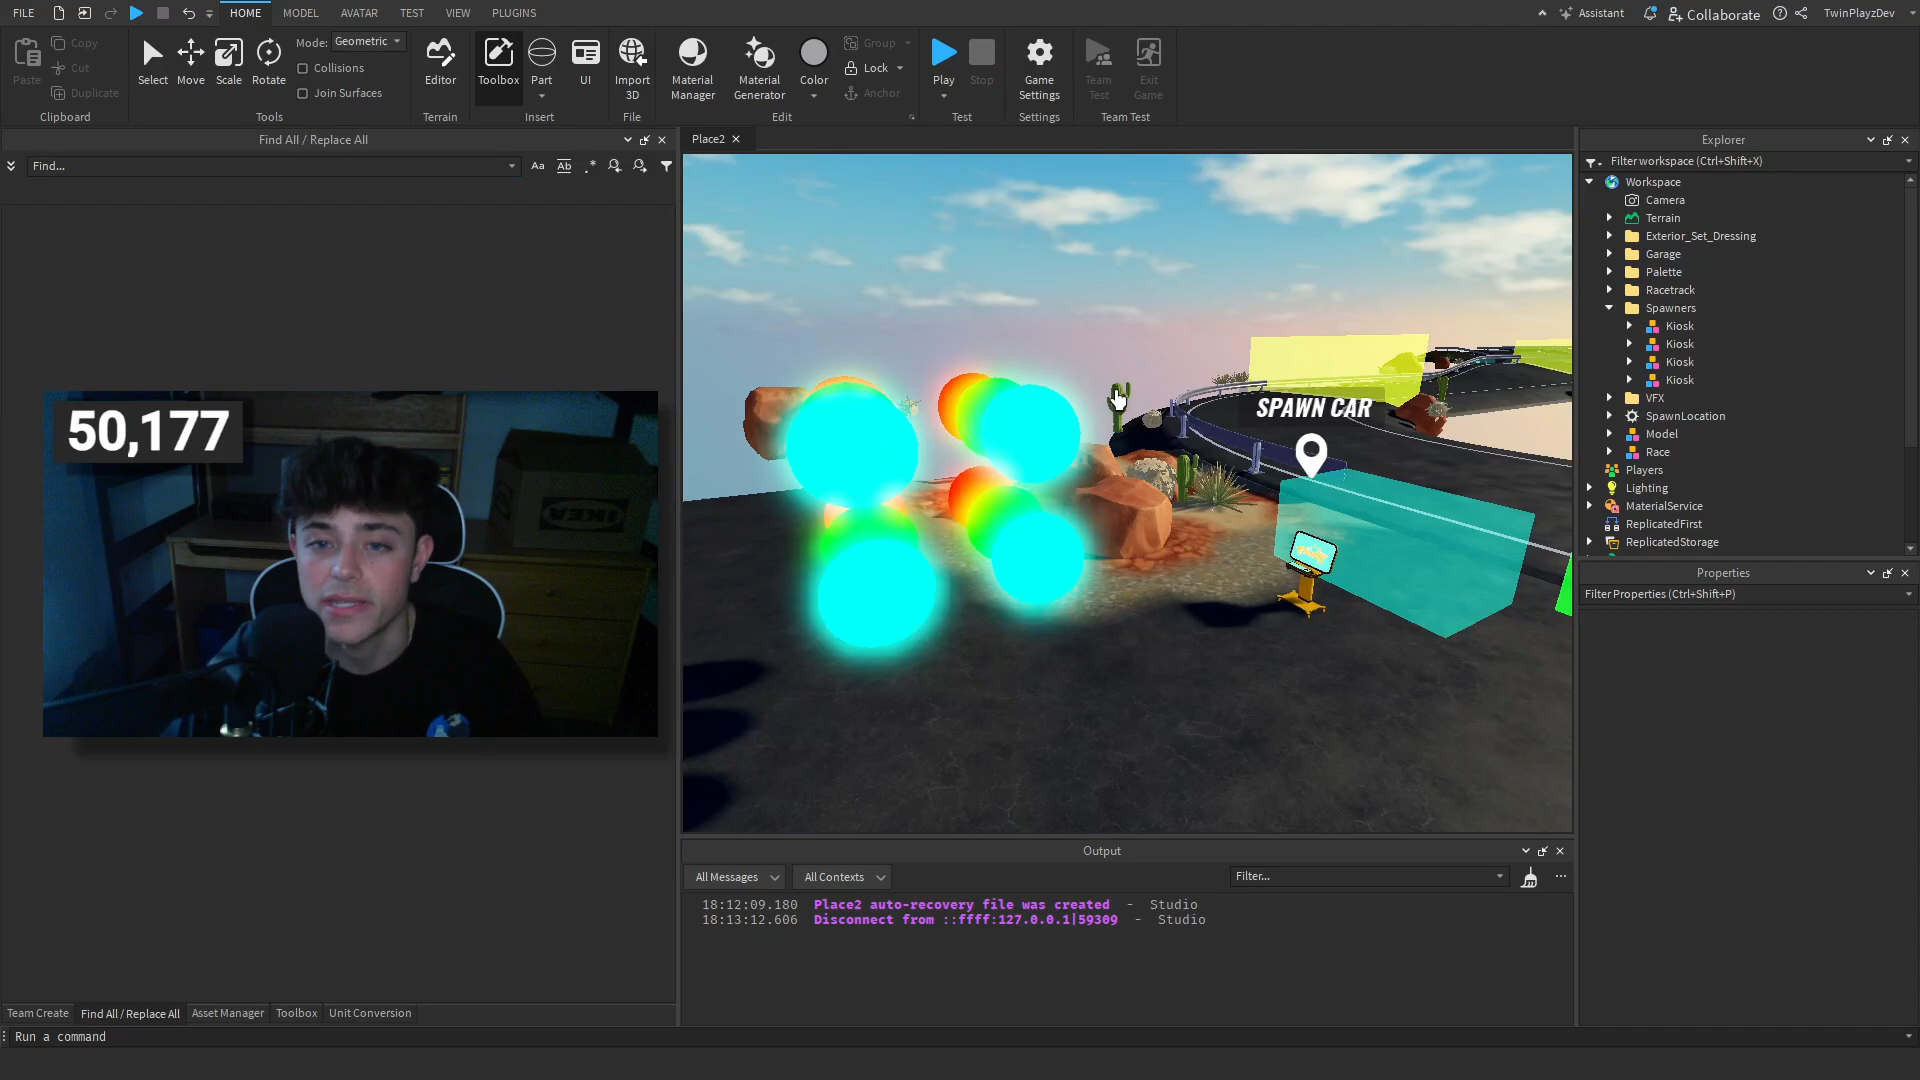 FILE
HOME
MODEL
AVATAR
TEST
VIEW
PLUGINS
Assistant
Collaborate
TwinPlayzDev
Paste
Copy
Cut
Duplicate
Clipboard
Select
Move
Scale
Rotate
Mode: Geometric
Collisions
Join Surfaces
Tools
Editor
Terrain
Toolbox
Part
UI
Insert
Import
3D
File
Material
Manager
Material
Generator
Color
Group
Lock
Anchor
Edit
Play
Stop
Test
Game
Settings
Settings
Team
Test
Exit
Game
Team Test
Find All / Replace All
Find...
Aa
Ab
.*
50,177
IKEA
Place2
SPAWN CAR
Output
All Messages
All Contexts
Filter...
18:12:09.180 Place2 auto-recovery file was created - Studio
18:13:12.606 Disconnect from ::ffff:127.0.0.1|59309 - Studio
Explorer
Filter workspace (Ctrl+Shift+X)
Workspace
Camera
Terrain
Exterior_Set_Dressing
Garage
Palette
Racetrack
Spawners
Kiosk
Kiosk
Kiosk
Kiosk
VFX
SpawnLocation
Model
Race
Players
Lighting
MaterialService
ReplicatedFirst
ReplicatedStorage
Properties
Filter Properties (Ctrl+Shift+P)
Team Create
Find All / Replace All
Asset Manager
Toolbox
Unit Conversion
Run a command